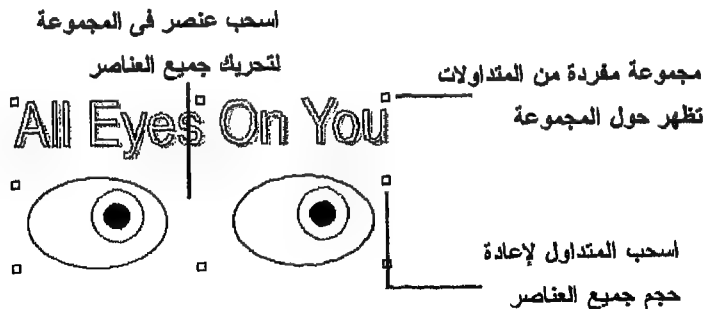 اسحب عنصر فى المجموعة
لتحريك جميع العناصر
مجموعة مفردة من المتداولات
تظهر حول المجموعة
All Eyes On You
اسحب المتداول لإعادة
حجم جميع العناصر